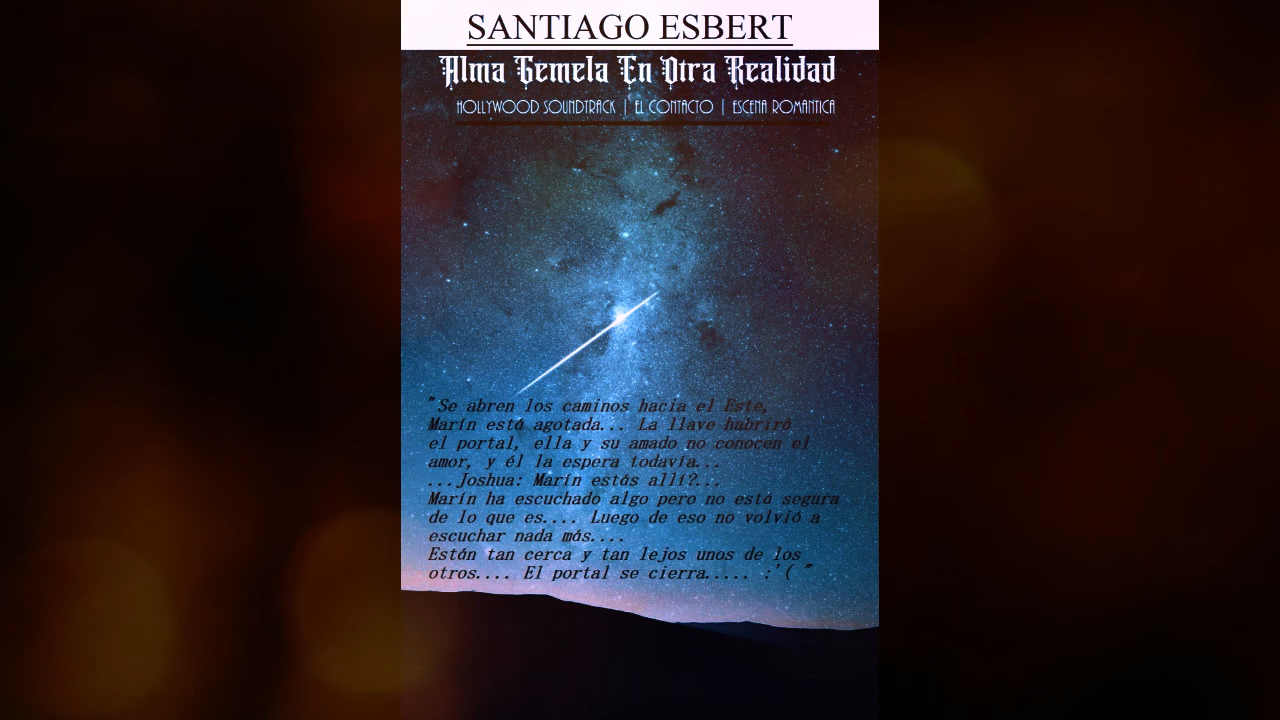 SANTIAGO ESBERT
Alma Gemela En Otra Realidad
HOLLYWOOD SOUNDTRACK | EL CONTACTO | ESCENA ROMANTICA
"Se abren los caminos hacia el Este,
Marín está agotada... La llave habriró
el portal, ella y su amado no conocen el
amor, y él la espera todavía...
...Joshua: Marín estás allí?...
Marín ha escuchado algo pero no está segura
de lo que es.... Luego de eso no volvió a
escuchar nada más....
Están tan cerca y tan lejos unos de los
otros.... El portal se cierra..... :'( "